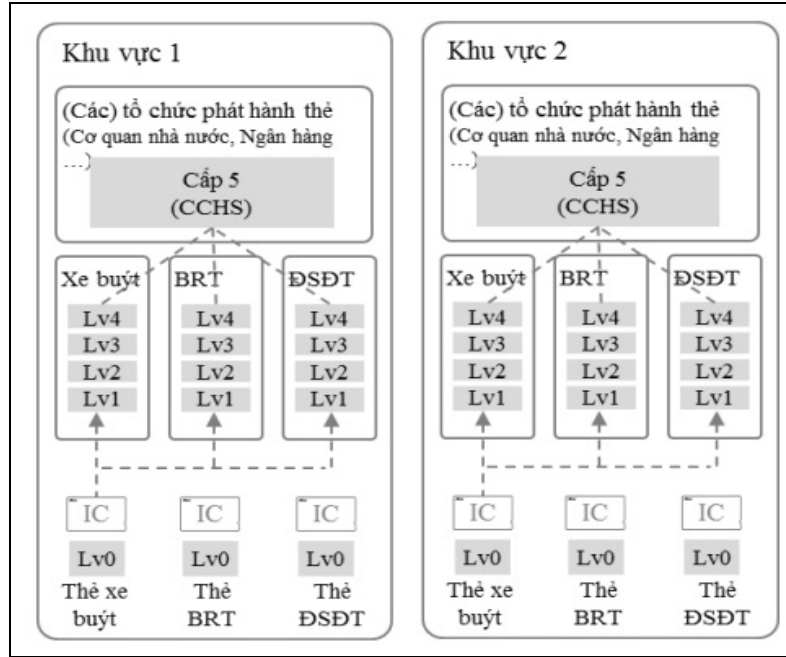 Khu vực 1
(Các) tổ chức phát hành thẻ
(Cơ quan nhà nước, Ngân hàng
...)
Cấp 5
(CCHS)
Xe buýt BRT ĐSĐT
Lv4 Lv4 Lv4
Lv3 Lv3 Lv3
Lv2 Lv2 Lv2
Lv1 Lv1 Lv1
IC IC IC
Lv0 Lv0 Lv0
Thẻ xe Thẻ Thẻ
buýt BRT ĐSĐT
Khu vực 2
(Các) tổ chức phát hành thẻ
(Cơ quan nhà nước, Ngân hàng
...)
Cấp 5
(CCHS)
Xe buýt BRT ĐSĐT
Lv4 Lv4 Lv4
Lv3 Lv3 Lv3
Lv2 Lv2 Lv2
Lv1 Lv1 Lv1
IC IC IC
Lv0 Lv0 Lv0
Thẻ xe Thẻ Thẻ
buýt BRT ĐSĐT